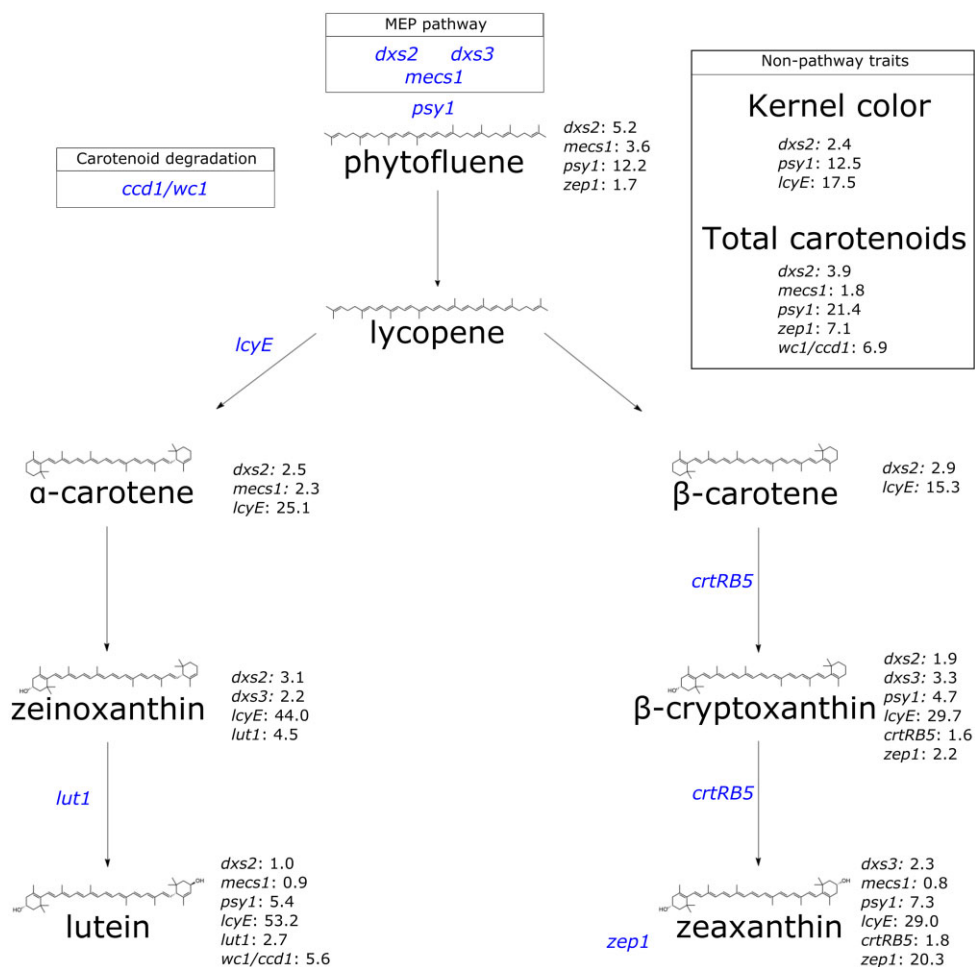 MEP pathway
dxs2 dxs3
mecs1
psy1
phytofluene
dxs2: 5.2
mecs1: 3.6
psy1: 12.2
zep1: 1.7
Carotenoid degradation
ccd1/wc1
Non-pathway traits
Kernel color
dxs2: 2.4
psy1: 12.5
lcyE: 17.5
Total carotenoids
dxs2: 3.9
mecs1: 1.8
psy1: 21.4
zep1: 7.1
wc1/ccd1: 6.9
lycopene
lcyE
α-carotene
dxs2: 2.5
mecs1: 2.3
lcyE: 25.1
β-carotene
dxs2: 2.9
lcyE: 15.3
crtRB5
HO
zeinoxanthin
dxs2: 3.1
dxs3: 2.2
lcyE: 44.0
lut1: 4.5
HO
β-cryptoxanthin
dxs2: 1.9
dxs3: 3.3
psy1: 4.7
lcyE: 29.7
crtRB5: 1.6
zep1: 2.2
lut1
crtRB5
HO
OH
lutein
dxs2: 1.0
mecs1: 0.9
psy1: 5.4
lcyE: 53.2
lut1: 2.7
wc1/ccd1: 5.6
zep1
HO
OH
zeaxanthin
dxs3: 2.3
mecs1: 0.8
psy1: 7.3
lcyE: 29.0
crtRB5: 1.8
zep1: 20.3